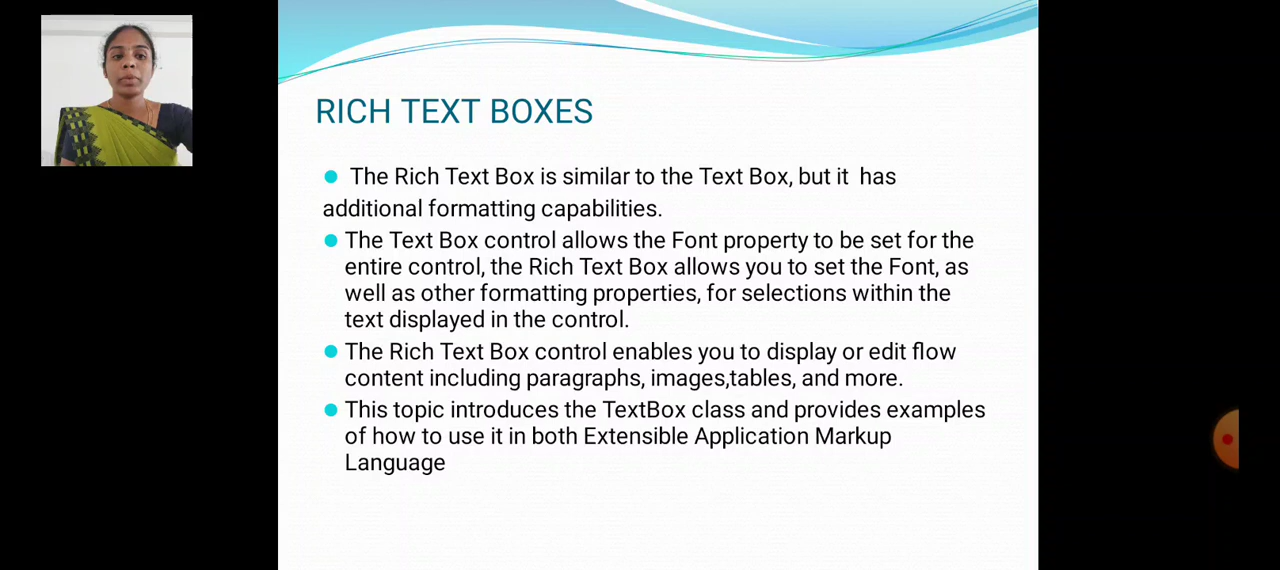 RICH TEXT BOXES
The Rich Text Box is similar to the Text Box, but it has
additional formatting capabilities.
The Text Box control allows the Font property to be set for the
entire control, the Rich Text Box allows you to set the Font, as
well as other formatting properties, for selections within the
text displayed in the control.
The Rich Text Box control enables you to display or edit flow
content including paragraphs, images,tables, and more.
This topic introduces the TextBox class and provides examples
of how to use it in both Extensible Application Markup
Language